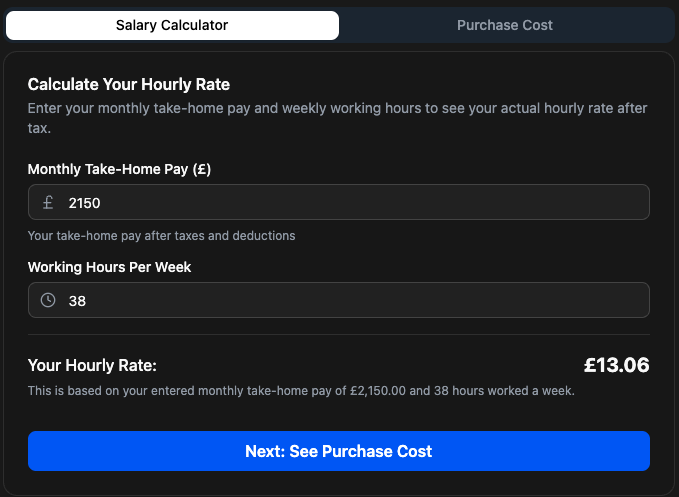 Salary Calculator
Purchase Cost
Calculate Your Hourly Rate
Enter your monthly take-home pay and weekly working hours to see your actual hourly rate after
tax.
Monthly Take-Home Pay (£)
£ 2150
Your take-home pay after taxes and deductions
Working Hours Per Week
38
Your Hourly Rate: £13.06
This is based on your entered monthly take-home pay of £2,150.00 and 38 hours worked a week.
Next: See Purchase Cost